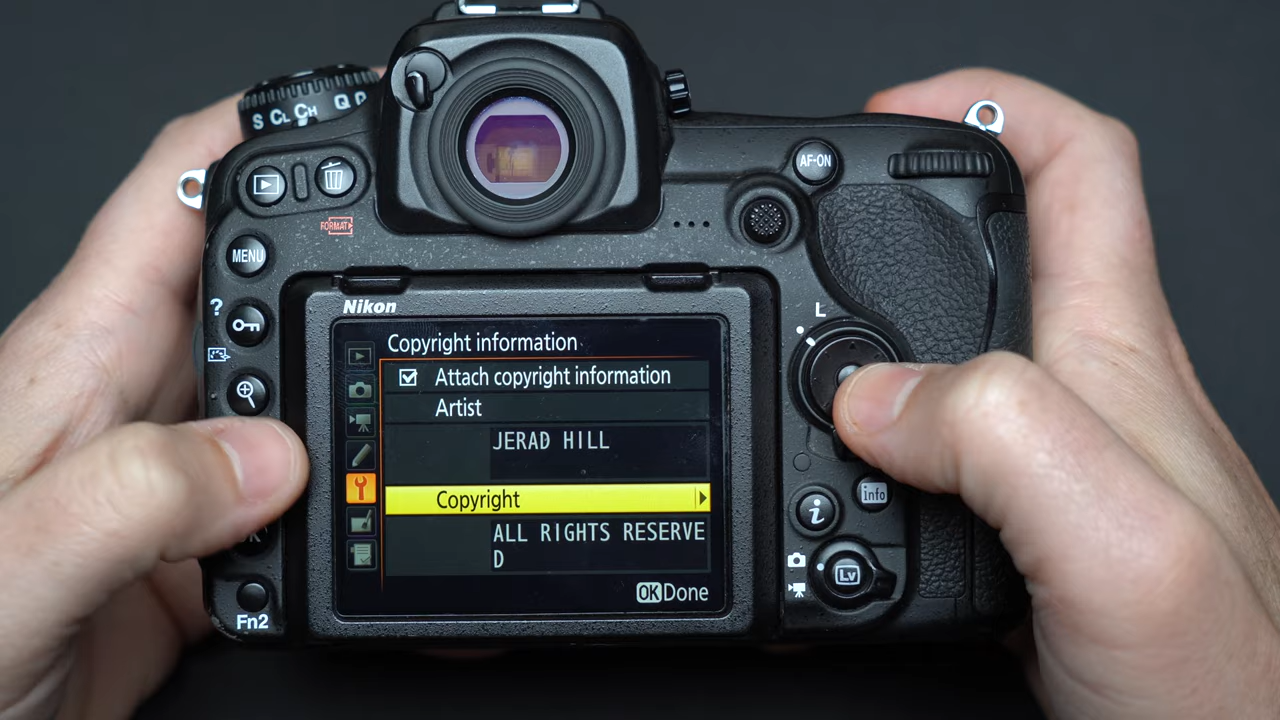 S CL CH Q
FORMAT
AF-ON
MENU
?
L
Nikon
Copyright information
Attach copyright information
Artist
JERAD HILL
Copyright
ALL RIGHTS RESERVE
D
OK Done
info
i
Lv
Fn2